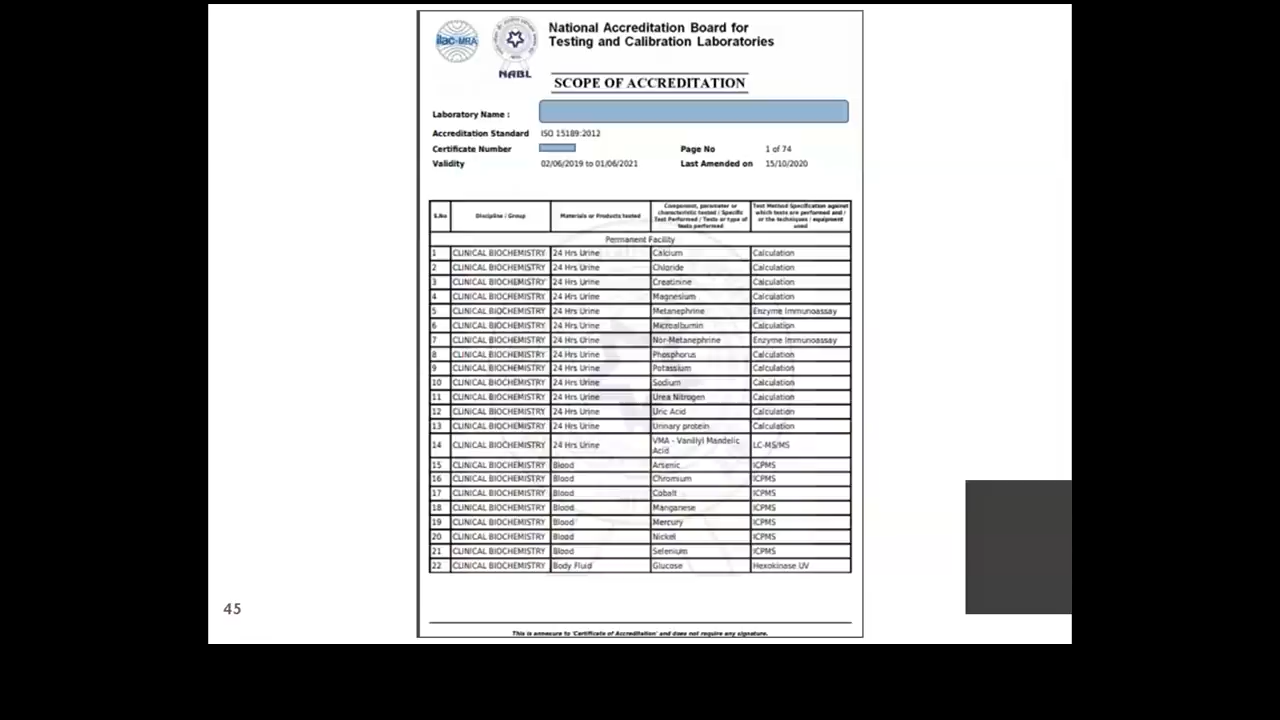 ilac-MRA
NABL
National Accreditation Board for
Testing and Calibration Laboratories
SCOPE OF ACCREDITATION
Laboratory Name :
Accreditation Standard ISO 15189:2012
Certificate Number Page No 1 of 74
Validity 02/06/2019 to 01/06/2021 Last Amended on 15/10/2020
S.No Discipline / Group Materials or Products tested Component, parameter or characteristic tested / Specific Test Performed / Tests or type of tests performed Test Method Specification against which tests are performed and / or the techniques / equipment used
Permanent Facility
1 CLINICAL BIOCHEMISTRY 24 Hrs Urine Calcium Calculation
2 CLINICAL BIOCHEMISTRY 24 Hrs Urine Chloride Calculation
3 CLINICAL BIOCHEMISTRY 24 Hrs Urine Creatinine Calculation
4 CLINICAL BIOCHEMISTRY 24 Hrs Urine Magnesium Calculation
5 CLINICAL BIOCHEMISTRY 24 Hrs Urine Metanephrine Enzyme Immunoassay
6 CLINICAL BIOCHEMISTRY 24 Hrs Urine Microalbumin Calculation
7 CLINICAL BIOCHEMISTRY 24 Hrs Urine Nor-Metanephrine Enzyme Immunoassay
8 CLINICAL BIOCHEMISTRY 24 Hrs Urine Phosphorus Calculation
9 CLINICAL BIOCHEMISTRY 24 Hrs Urine Potassium Calculation
10 CLINICAL BIOCHEMISTRY 24 Hrs Urine Sodium Calculation
11 CLINICAL BIOCHEMISTRY 24 Hrs Urine Urea Nitrogen Calculation
12 CLINICAL BIOCHEMISTRY 24 Hrs Urine Uric Acid Calculation
13 CLINICAL BIOCHEMISTRY 24 Hrs Urine Urinary protein Calculation
14 CLINICAL BIOCHEMISTRY 24 Hrs Urine VMA - Vanillyl Mandelic Acid LC-MS/MS
15 CLINICAL BIOCHEMISTRY Blood Arsenic ICPMS
16 CLINICAL BIOCHEMISTRY Blood Chromium ICPMS
17 CLINICAL BIOCHEMISTRY Blood Cobalt ICPMS
18 CLINICAL BIOCHEMISTRY Blood Manganese ICPMS
19 CLINICAL BIOCHEMISTRY Blood Mercury ICPMS
20 CLINICAL BIOCHEMISTRY Blood Nickel ICPMS
21 CLINICAL BIOCHEMISTRY Blood Selenium ICPMS
22 CLINICAL BIOCHEMISTRY Body Fluid Glucose Hexokinase UV
This is annexure to 'Certificate of Accreditation' and does not require any signature.
45